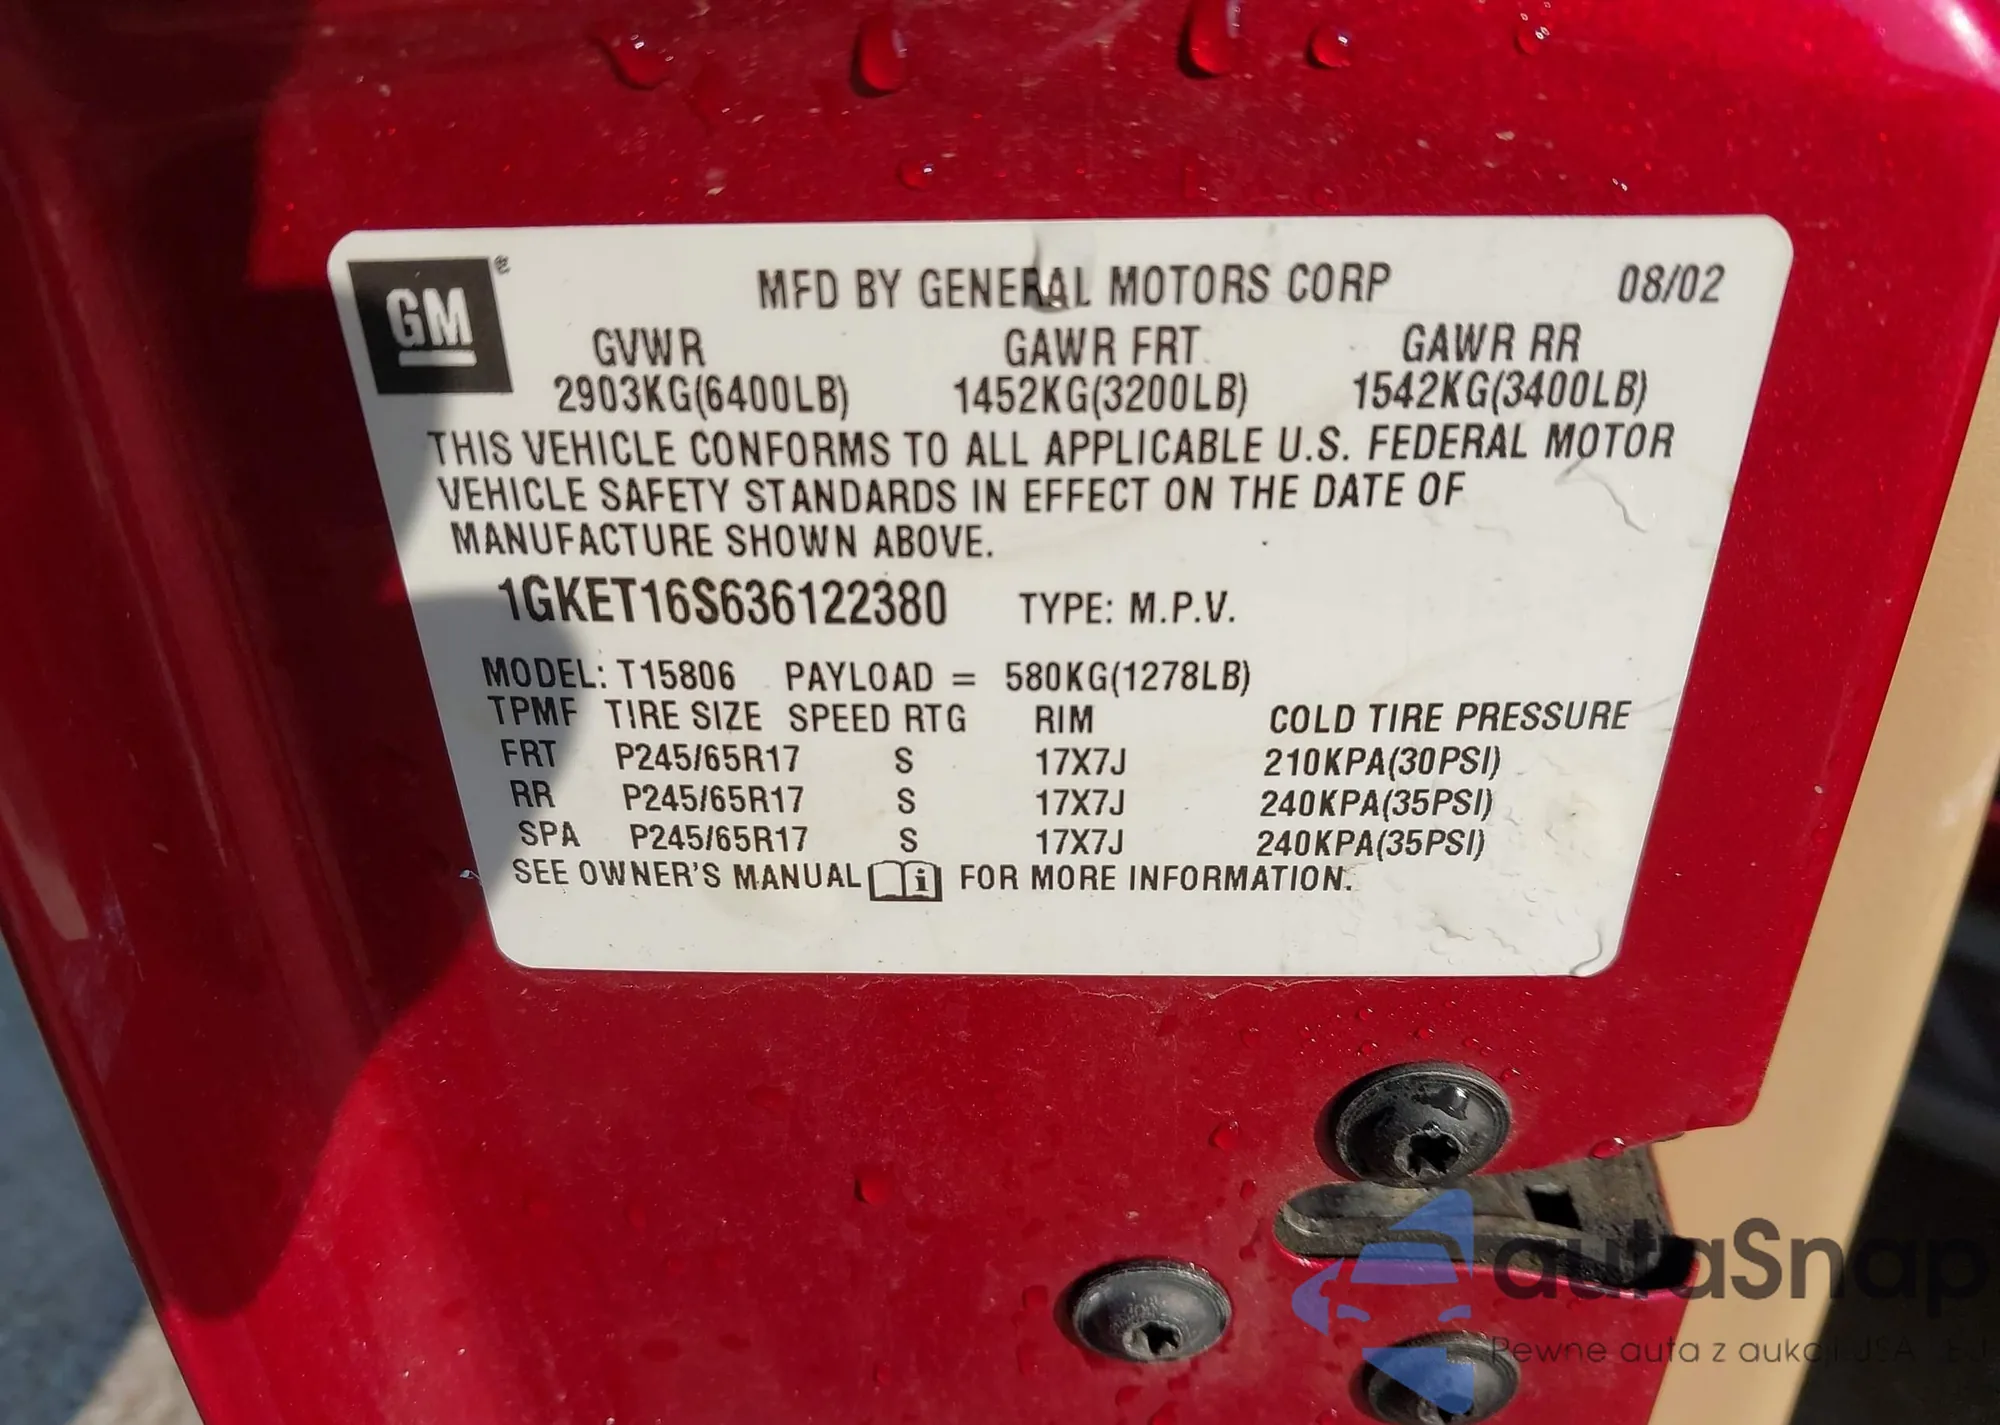 GM ®
MFD BY GENERAL MOTORS CORP 08/02
GVWR GAWR FRT GAWR RR
2903KG(6400LB) 1452KG(3200LB) 1542KG(3400LB)
THIS VEHICLE CONFORMS TO ALL APPLICABLE U.S. FEDERAL MOTOR
VEHICLE SAFETY STANDARDS IN EFFECT ON THE DATE OF
MANUFACTURE SHOWN ABOVE.
1GKET16S636122380 TYPE: M.P.V.
MODEL: T15806 PAYLOAD = 580KG(1278LB)
TPMF TIRE SIZE SPEED RTG RIM COLD TIRE PRESSURE
FRT P245/65R17 S 17X7J 210KPA(30PSI)
RR P245/65R17 S 17X7J 240KPA(35PSI)
SPA P245/65R17 S 17X7J 240KPA(35PSI)
SEE OWNER'S MANUAL i FOR MORE INFORMATION.
autaSnap
Pewne auta z aukcji